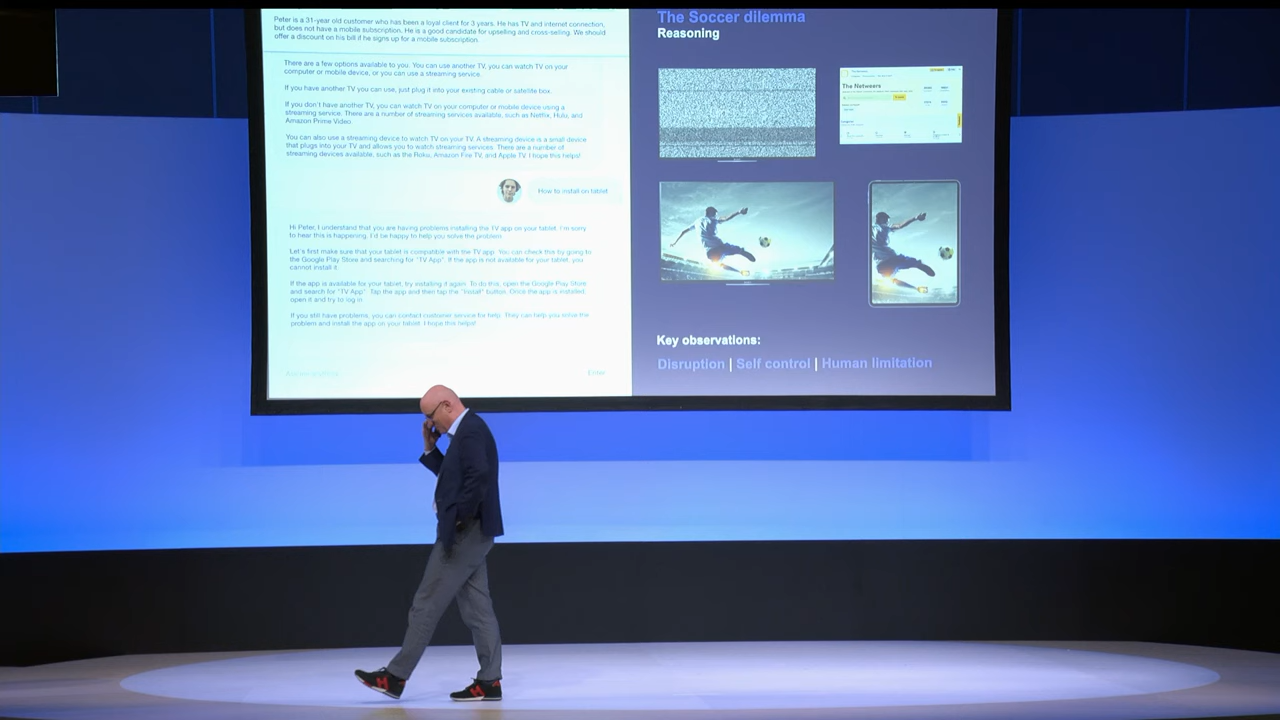 Peter is a 31-year old customer who has been a loyal client for 3 years. He has TV and internet connection,
but does not have a mobile subscription. He is a good candidate for upselling and cross-selling. We should
offer a discount on his bill if he signs up for a mobile subscription.
There are a few options available to you. You can use another TV, you can watch TV on your
computer or mobile device, or you can use a streaming service.
If you have another TV you can use, just plug it into your existing cable or satellite box.
If you don't have another TV, you can watch TV on your computer or mobile device using a
streaming service. There are a number of streaming services available, such as Netflix, Hulu, and
Amazon Prime Video.
You can also use a streaming device to watch TV on your TV. A streaming device is a small device
that plugs into your TV and allows you to watch streaming services. There are a number of
streaming devices available, such as the Roku, Amazon Fire TV, and Apple TV. I hope this helps!
How to install on tablet
Hi Peter, I understand that you are having problems installing the TV app on your tablet. I'm sorry
to hear this is happening. I'd be happy to help you solve the problem.
Let's first make sure that your tablet is compatible with the TV app. You can check this by going to
the Google Play Store and searching for "TV App". If the app is not available for your tablet, you
cannot install it.
If the app is available for your tablet, try installing it again. To do this, open the Google Play Store
and search for "TV App". Tap the app and then tap the "Install" button. Once the app is installed,
open it and try to log in.
If you still have problems, you can contact customer service for help. They can help you solve the
problem and install the app on your tablet. I hope this helps!
Enter
The Soccer dilemma
Reasoning
The Netweers
Key observations:
Disruption | Self control | Human limitation